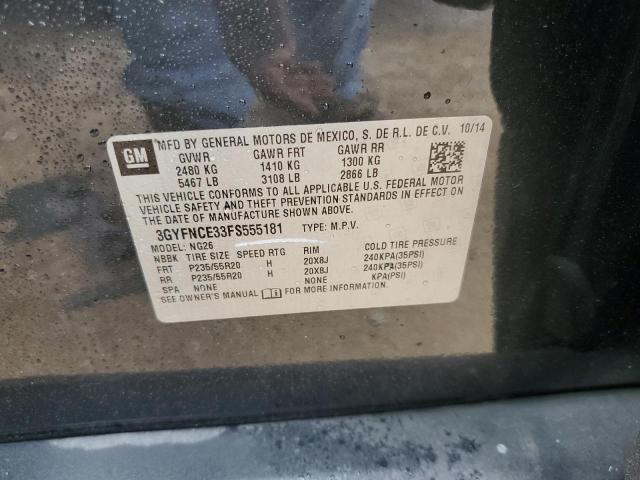 GM
MFD BY GENERAL MOTORS DE MEXICO, S. DE R.L. DE C.V. 10/14
GVWR GAWR FRT GAWR RR
2480 KG 1410 KG 1300 KG
5467 LB 3108 LB 2866 LB
THIS VEHICLE CONFORMS TO ALL APPLICABLE U.S. FEDERAL MOTOR
VEHICLE SAFETY AND THEFT PREVENTION STANDARDS IN EFFECT ON
THE DATE OF MANUFACTURE SHOWN ABOVE.
3GYFNCE33FS555181 TYPE: M.P.V.
MODEL: NG26
NBBK TIRE SIZE SPEED RTG RIM COLD TIRE PRESSURE
FRT P235/55R20 H 20X8J 240KPA(35PSI)
RR P235/55R20 H 20X8J 240KPA(35PSI)
SPA NONE NONE KPA(PSI)
SEE OWNER'S MANUAL FOR MORE INFORMATION.